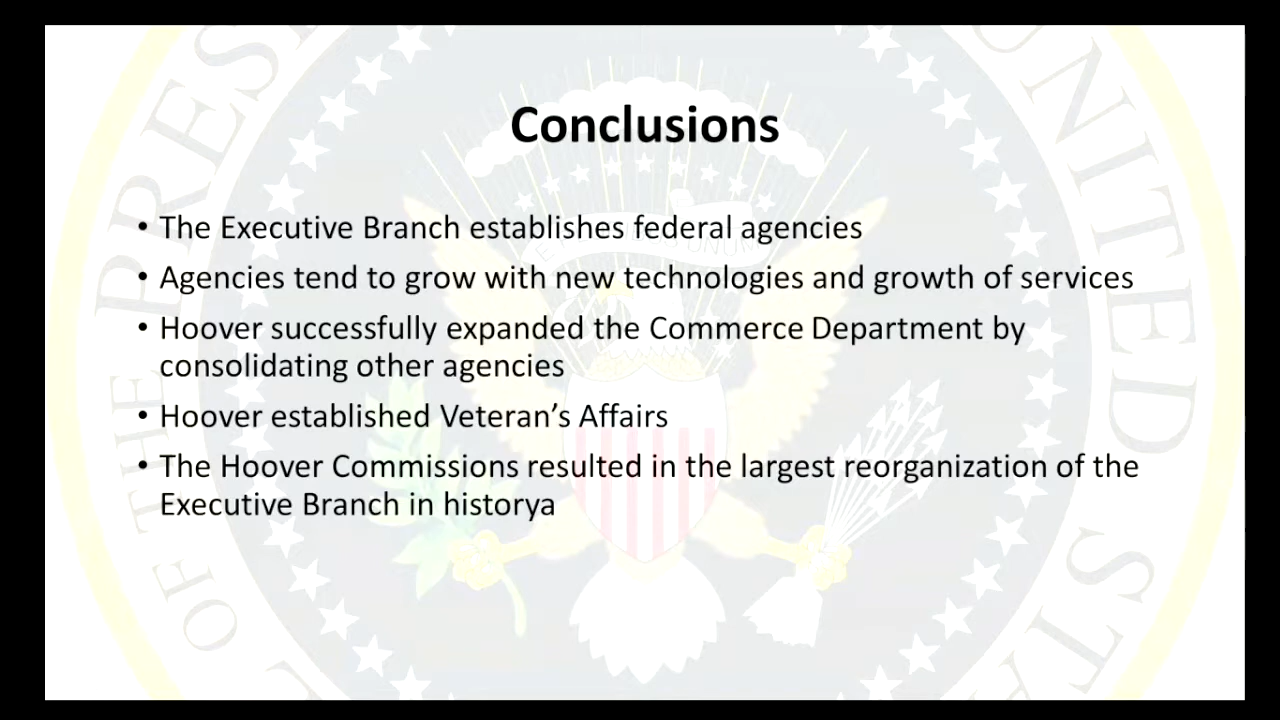 Conclusions
• The Executive Branch establishes federal agencies
• Agencies tend to grow with new technologies and growth of services
• Hoover successfully expanded the Commerce Department by
consolidating other agencies
• Hoover established Veteran’s Affairs
• The Hoover Commissions resulted in the largest reorganization of the
Executive Branch in historya